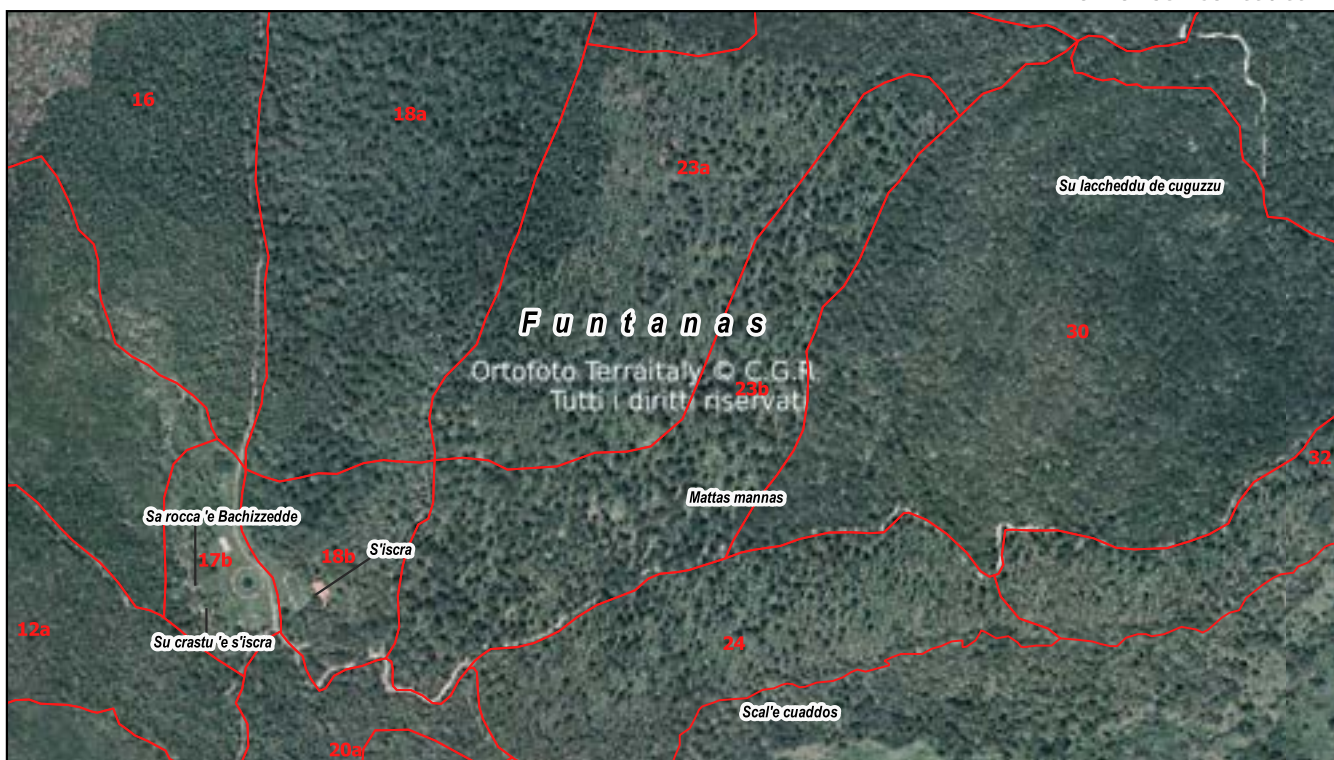 16
18a
23a
Su laccheddu de cuguzzu
Funtanas
30
Ortofoto Terraitaly © C.G.R
Tutti i diritti riservati
23b
32
Mattas mannas
Sa rocca 'e Bachizzedde
S'iscra
17b
18b
12a
Su crastu 'e s'iscra
24
Scal'e cuaddos
20a